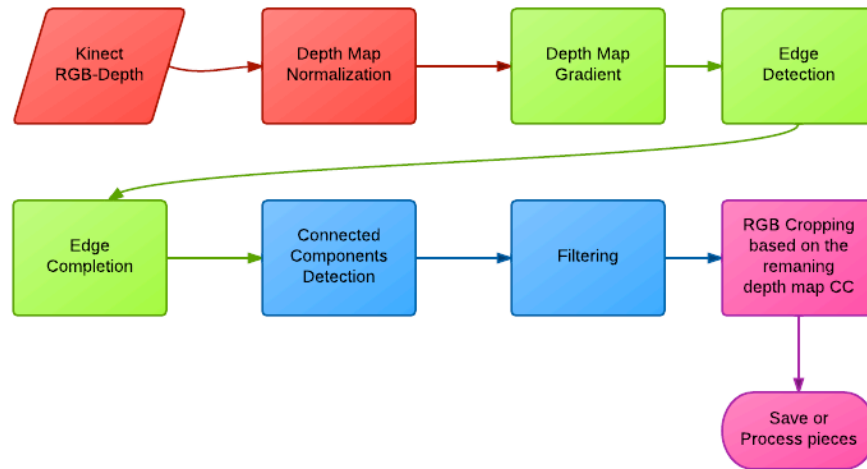 Kinect
RGB-Depth
Depth Map
Normalization
Depth Map
Gradient
Edge
Detection
Edge
Completion
Connected
Components
Detection
Filtering
RGB Cropping
based on the
remaning
depth map CC
Save or
Process pieces